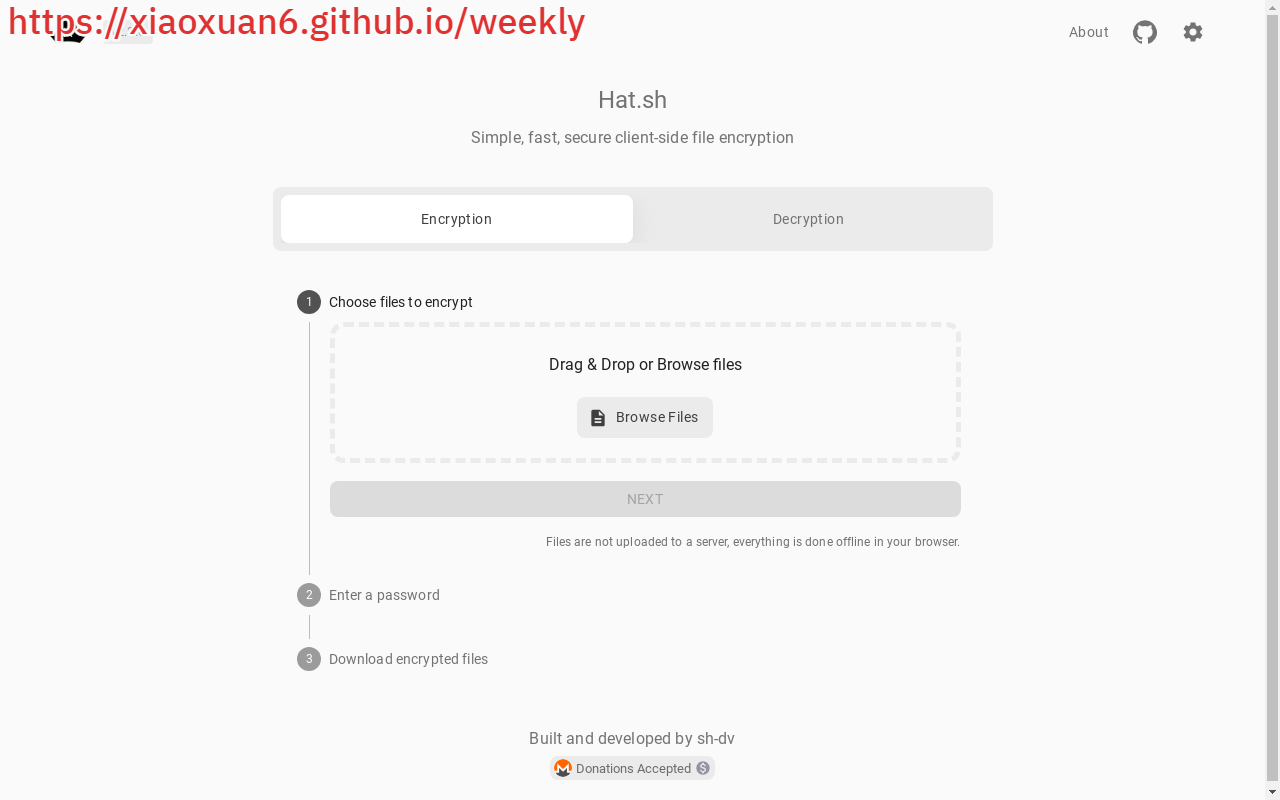 https://xiaoxuan6.github.io/weekly
About
Hat.sh
Simple, fast, secure client-side file encryption
Encryption
Decryption
1
Choose files to encrypt
Drag & Drop or Browse files
Browse Files
NEXT
Files are not uploaded to a server, everything is done offline in your browser.
2
Enter a password
3
Download encrypted files
Built and developed by sh-dv
Donations Accepted